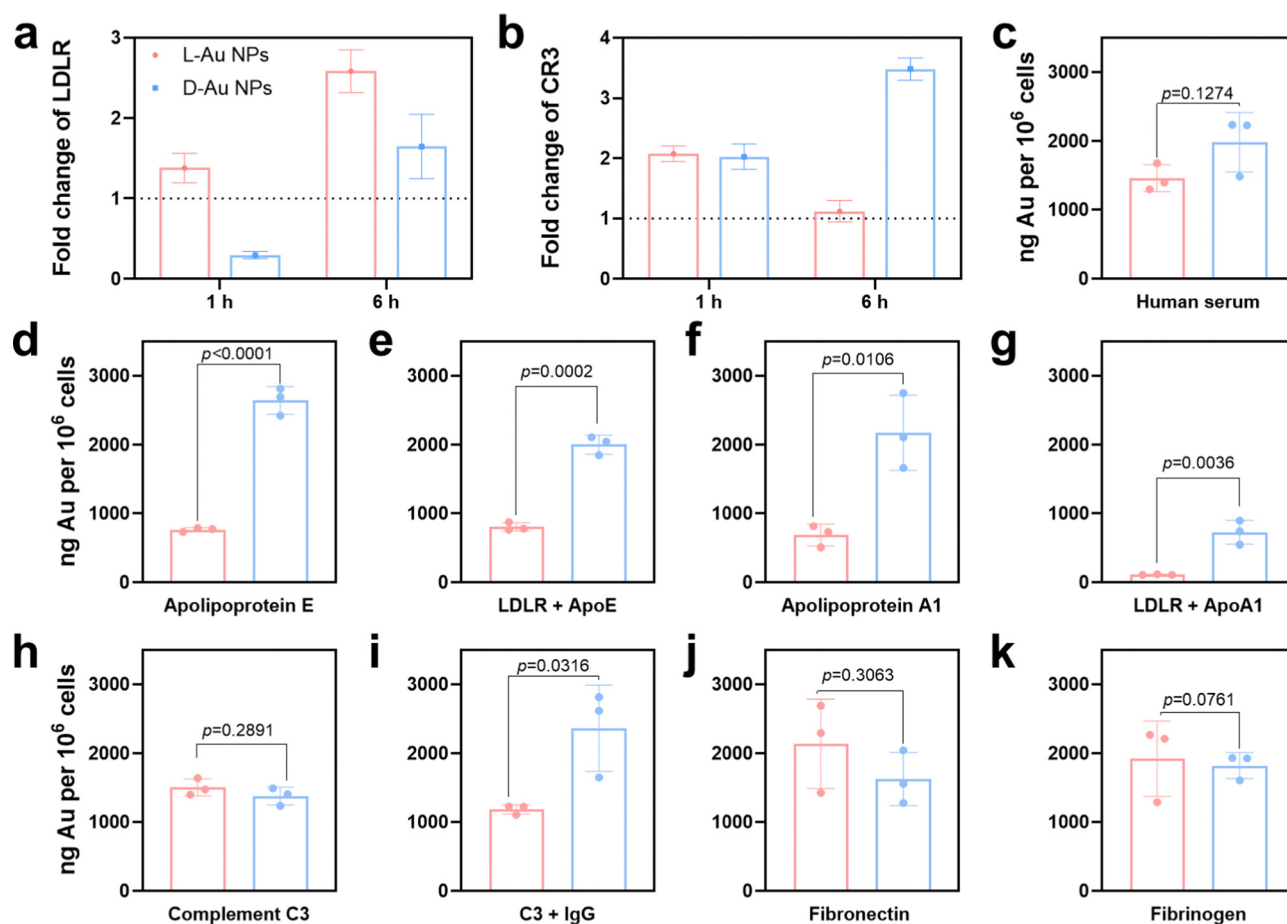 a
Fold change of LDLR
3
2
1
0
L-Au NPs
D-Au NPs
1 h
6 h
b
Fold change of CR3
4
3
2
1
0
1 h
6 h
c
ng Au per 10⁶ cells
3000
2000
1000
0
p=0.1274
Human serum
d
ng Au per 10⁶ cells
3000
2000
1000
0
p<0.0001
Apolipoprotein E
e
3000
2000
1000
0
p=0.0002
LDLR + ApoE
f
3000
2000
1000
0
p=0.0106
Apolipoprotein A1
g
3000
2000
1000
0
p=0.0036
LDLR + ApoA1
h
ng Au per 10⁶ cells
3000
2000
1000
0
p=0.2891
Complement C3
i
3000
2000
1000
0
p=0.0316
C3 + IgG
j
3000
2000
1000
0
p=0.3063
Fibronectin
k
3000
2000
1000
0
p=0.0761
Fibrinogen